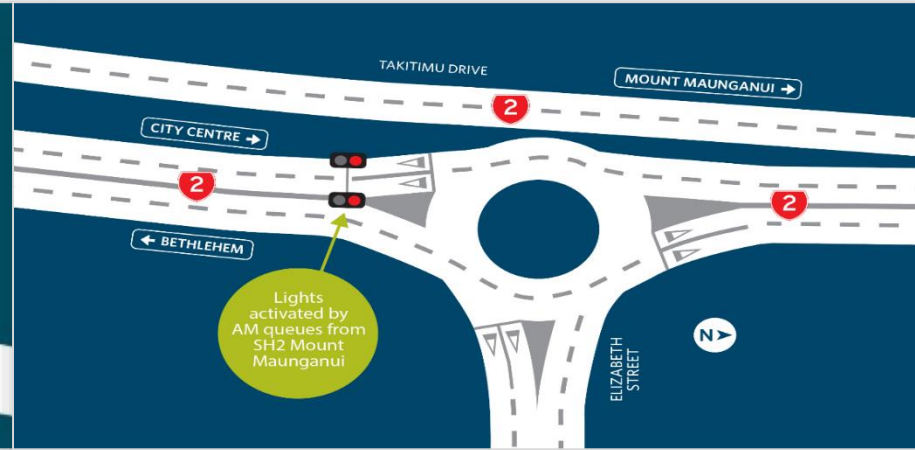 TAKITIMU DRIVE
MOUNT MAUNGANUI →
2
CITY CENTRE →
2
2
← BETHLEHEM
Lights
activated by
AM queues from
SH2 Mount
Maunganui
N
ELIZABETH
STREET